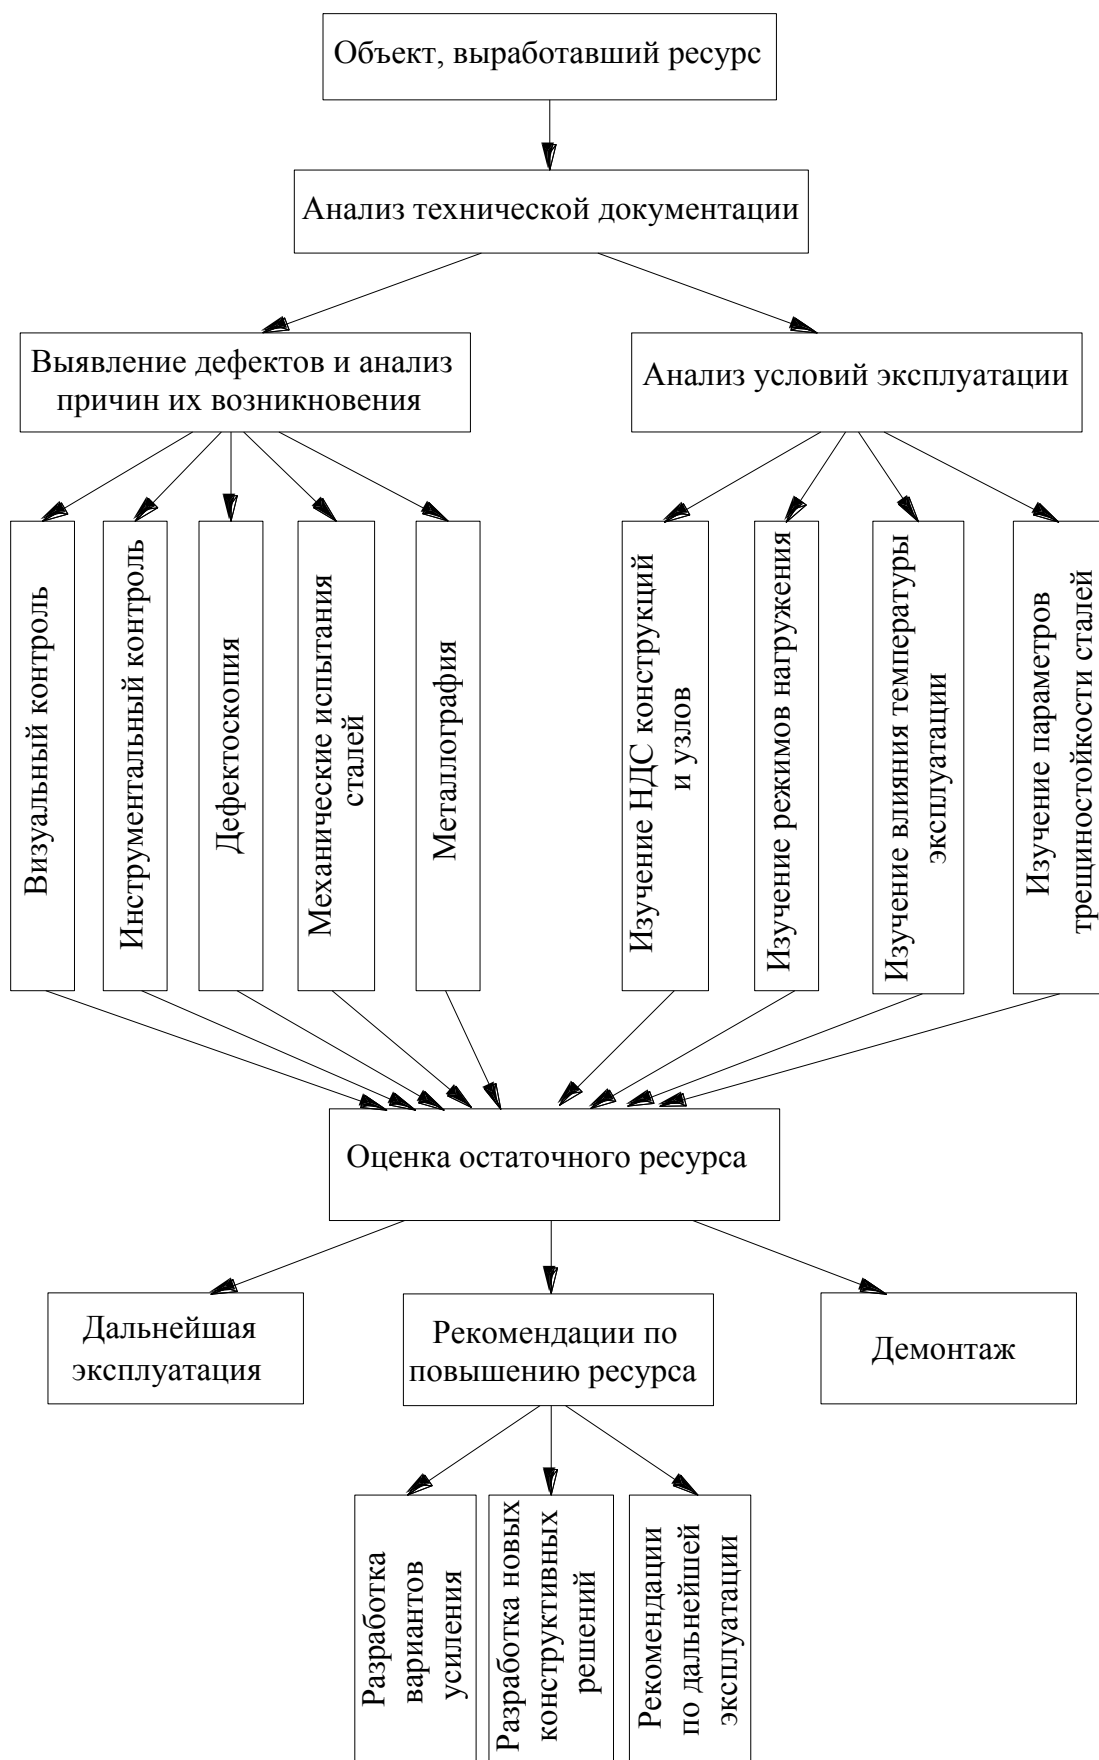 Объект, выработавший ресурс
Анализ технической документации
Выявление дефектов и анализ
причин их возникновения
Анализ условий эксплуатации
Визуальный контроль
Инструментальный контроль
Дефектоскопия
Механические испытания
сталей
Металлография
Изучение НДС конструкций
и узлов
Изучение режимов нагружения
Изучение влияния температуры
эксплуатации
Изучение параметров
трещиностойкости сталей
Оценка остаточного ресурса
Дальнейшая
эксплуатация
Рекомендации по
повышению ресурса
Демонтаж
Разработка
вариантов
усиления
Разработка новых
конструктивных
решений
Рекомендации
по дальнейшей
эксплуатации